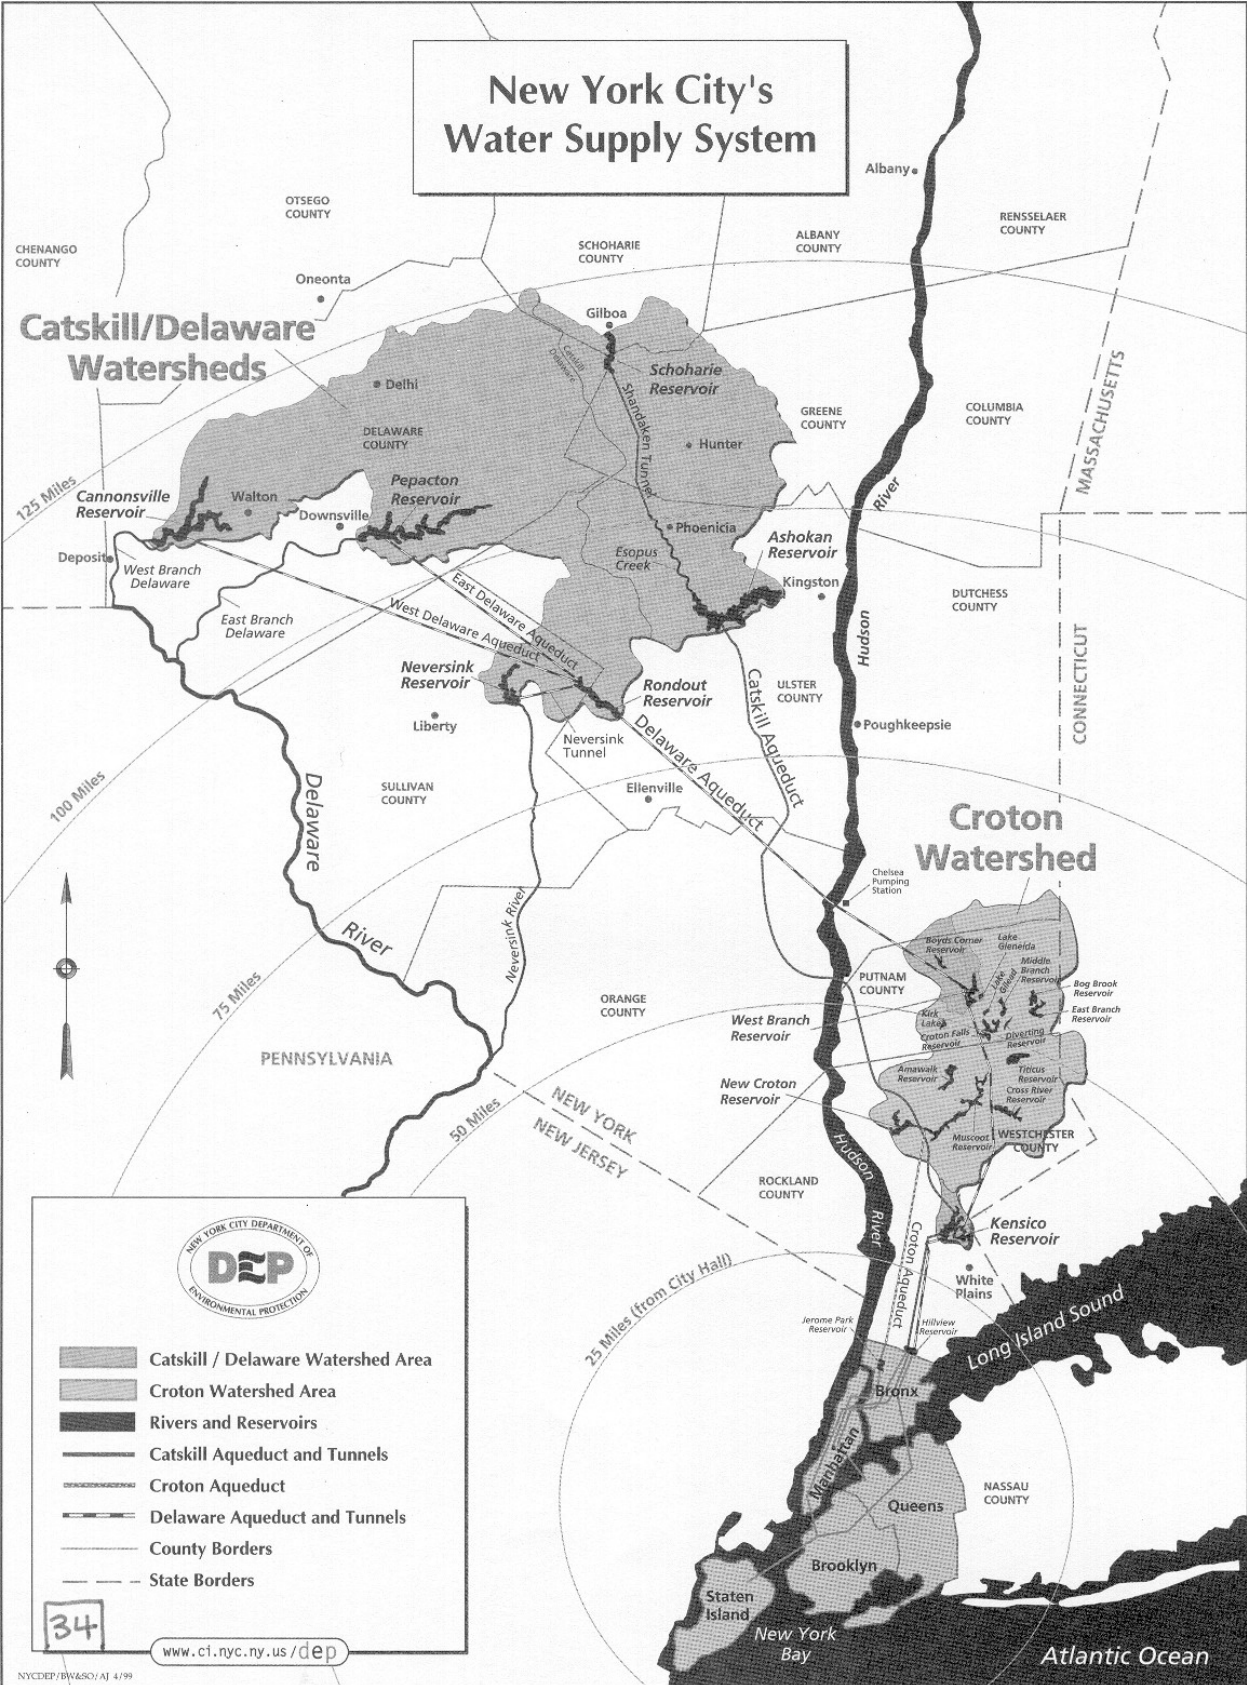 New York City's
Water Supply System
Albany
OTSEGO
COUNTY
RENSSELAER
COUNTY
CHENANGO
COUNTY
SCHOHARIE
COUNTY
ALBANY
COUNTY
Oneonta
Gilboa
Catskill/Delaware
Watersheds
Catskill
Delaware
Schoharie
Reservoir
Delhi
Shandaken Tunnel
MASSACHUSETTS
GREENE
COUNTY
COLUMBIA
COUNTY
DELAWARE
COUNTY
Hunter
125 Miles
Cannonsville
Reservoir
Walton
Pepacton
Reservoir
Downsville
River
Phoenicia
Ashokan
Reservoir
Deposit
West Branch
Delaware
Esopus
Creek
Kingston
East Delaware Aqueduct
West Delaware Aqueduct
DUTCHESS
COUNTY
East Branch
Delaware
Hudson
CONNECTICUT
Neversink
Reservoir
Rondout
Reservoir
Catskill Aqueduct
ULSTER
COUNTY
Liberty
Neversink
Tunnel
Delaware Aqueduct
Poughkeepsie
100 Miles
Delaware
SULLIVAN
COUNTY
Ellenville
Croton
Watershed
Chelsea
Pumping
Station
River
Neversink River
75 Miles
Boyds Corner
Reservoir
Lake
Gleneida
Middle
Branch
Reservoir
Lake
Gilead
PUTNAM
COUNTY
Bog Brook
Reservoir
ORANGE
COUNTY
West Branch
Reservoir
Kirk
Lake
East Branch
Reservoir
Croton Falls
Reservoir
Diverting
Reservoir
PENNSYLVANIA
Amawalk
Reservoir
Titicus
Reservoir
New Croton
Reservoir
Cross River
Reservoir
50 Miles
NEW YORK
NEW JERSEY
Muscoot
Reservoir
WESTCHESTER
COUNTY
Hudson
River
ROCKLAND
COUNTY
Kensico
Reservoir
Croton Aqueduct
White
Plains
25 Miles (from City Hall)
Jerome Park
Reservoir
Hillview
Reservoir
Long Island Sound
Bronx
Manhattan
NASSAU
COUNTY
Queens
Brooklyn
Staten
Island
New York
Bay
Atlantic Ocean
NEW YORK CITY DEPARTMENT OF
DEP
ENVIRONMENTAL PROTECTION
Catskill / Delaware Watershed Area
Croton Watershed Area
Rivers and Reservoirs
Catskill Aqueduct and Tunnels
Croton Aqueduct
Delaware Aqueduct and Tunnels
County Borders
State Borders
34
www.ci.nyc.ny.us/dep
NYCDEP/BW&SO/AJ 4/99